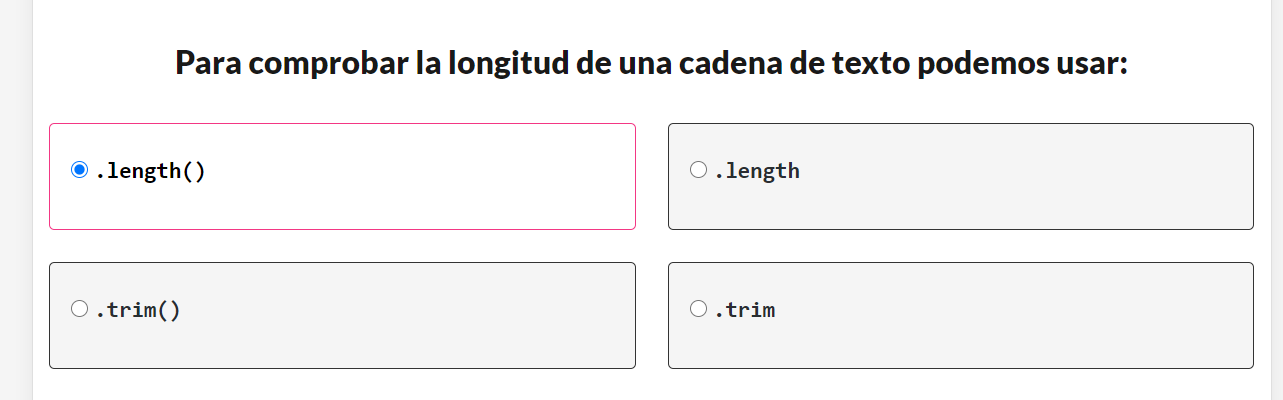 Para comprobar la longitud de una cadena de texto podemos usar:
.length()
.length
.trim()
.trim